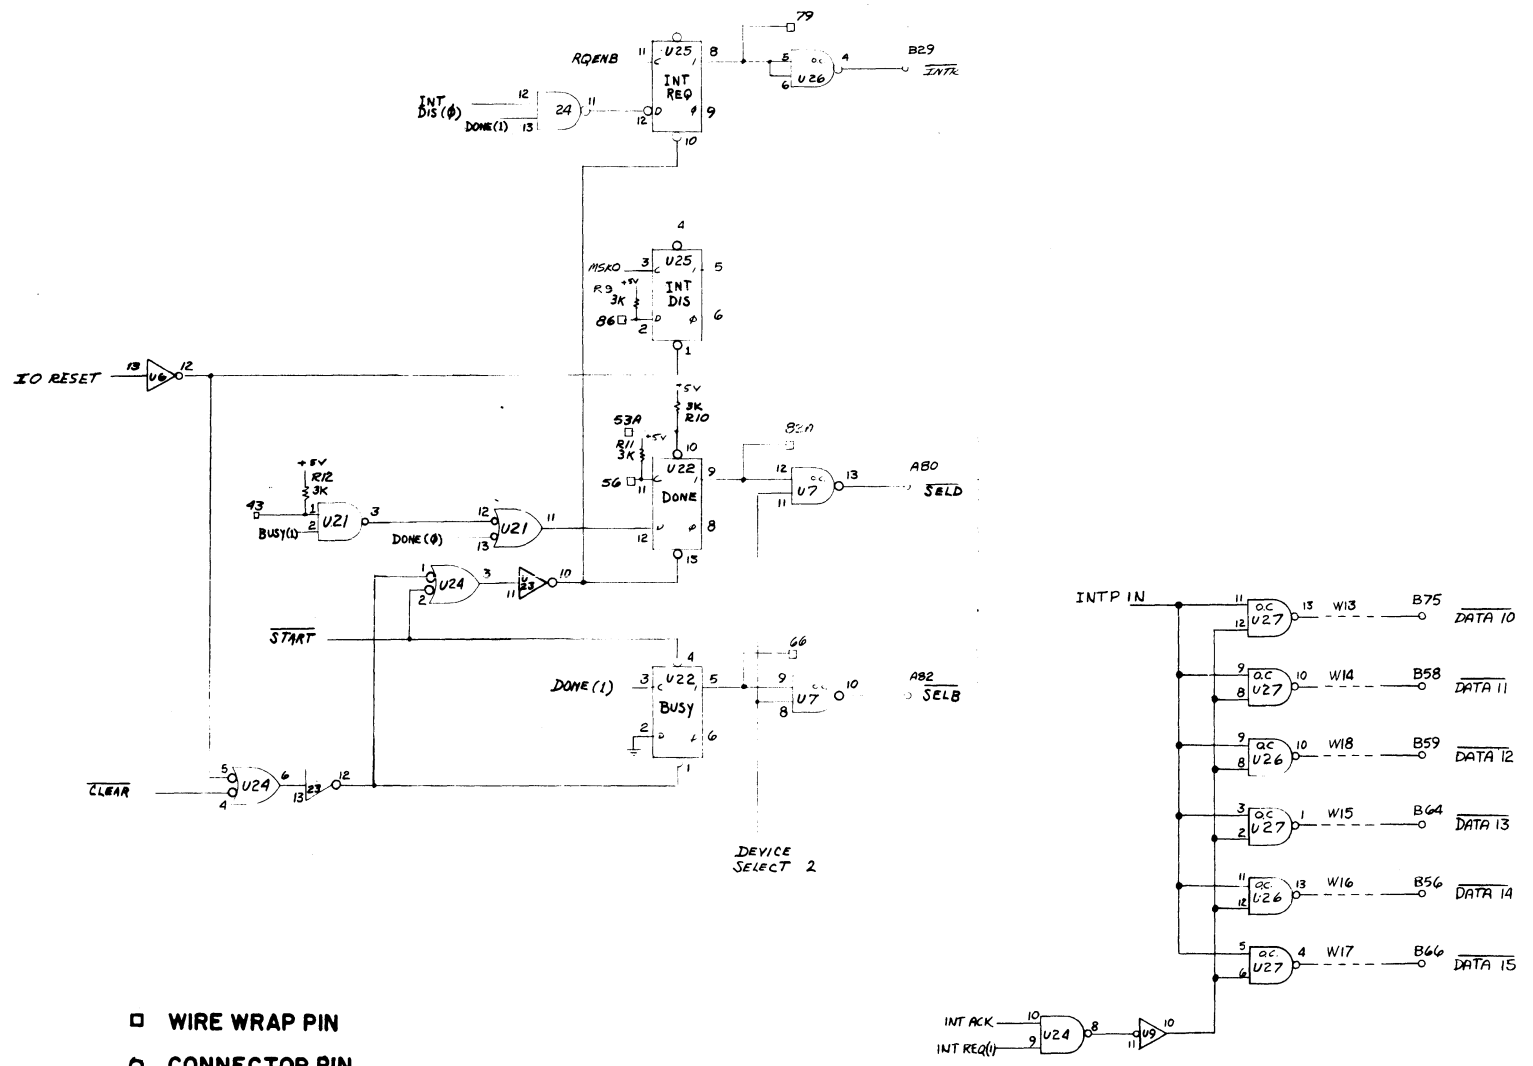 79
RQENB 11 U25 8
C 1
INT
REQ
5 O.C. 4 B29
U26 INTR
6
INT
DIS(Φ) 12 24 11
DONE(1) 13
12 D Φ 9
10
4
MSKO 3 U25 5
C 1
R9 +5V
3K
INT
DIS
86 2 D Φ 6
1
IO RESET 13 U6 12
+5V
3K
R10
53A
R11 +5V
3K
10
56 11 C U22 1 9
DONE
12 D Φ 8
13
83A
12 O.C. 13 A80
U7 SELD
11
+5V
R12
3K
43 1 U21 3
BUSY(1) 2
12 U21 11
DONE(Φ) 13
1 U24 3 U23 10
2 11
START
4
DONE(1) 3 C U22 1 5
BUSY
2 D 6
1
66
9 O.C. 10 A82
U7 SELB
8
5 U24 6 23 12
CLEAR 4 13
DEVICE
SELECT 2
INTP IN
11 O.C U27 13 W13 B75 DATA 10
12
9 O.C U27 10 W14 B58 DATA 11
8
9 O.C U26 10 W18 B59 DATA 12
8
3 O.C U27 1 W15 B64 DATA 13
2
11 O.C. U26 13 W16 B56 DATA 14
12
5 O.C. U27 4 W17 B66 DATA 15
6
INT ACK 10 U24 8 U9 10
INT REQ(1) 9 11
WIRE WRAP PIN
CONNECTOR PIN